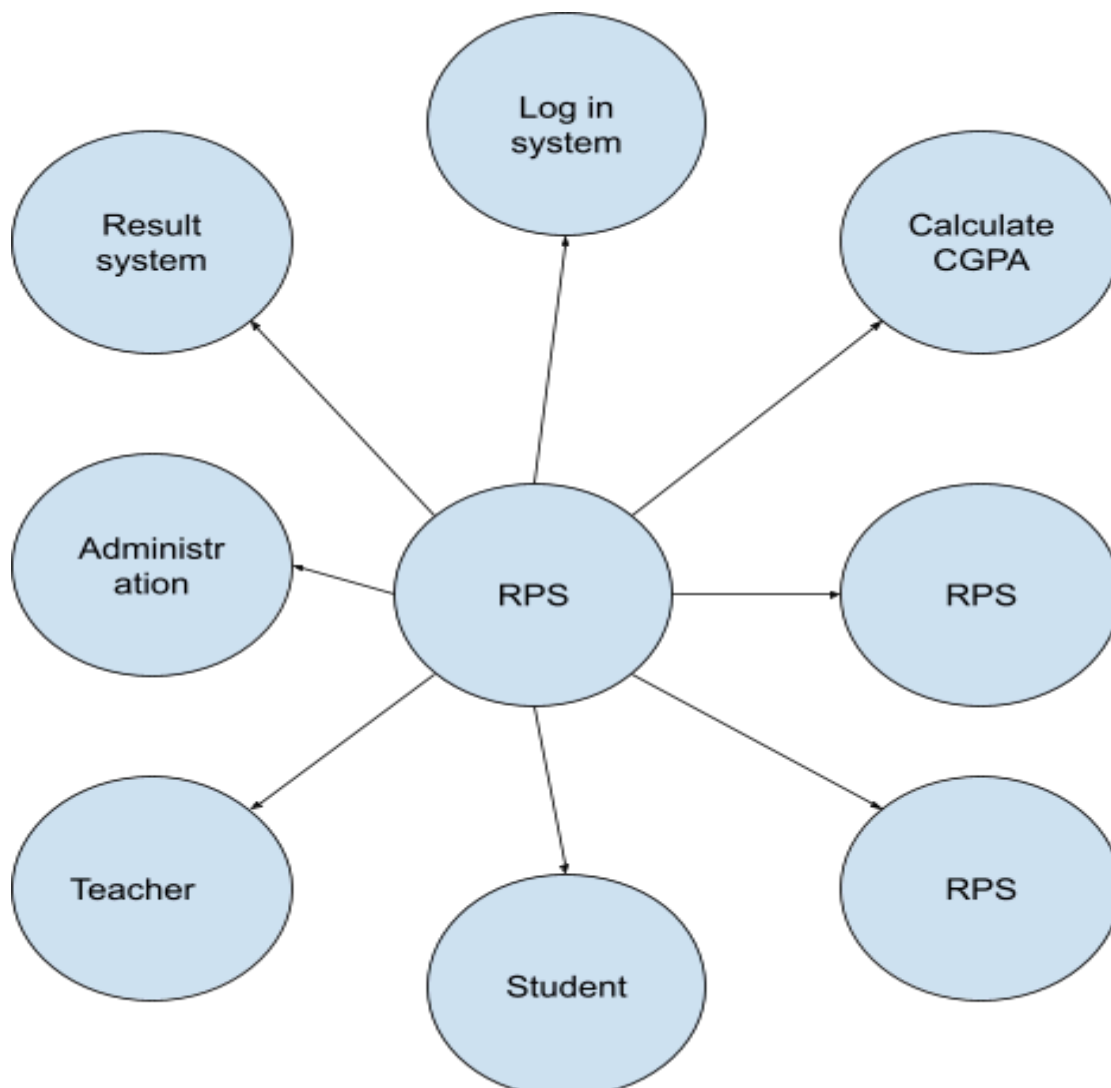 Log in
system
Result
system
Calculate
CGPA
Administr
ation
RPS
RPS
Teacher
RPS
Student